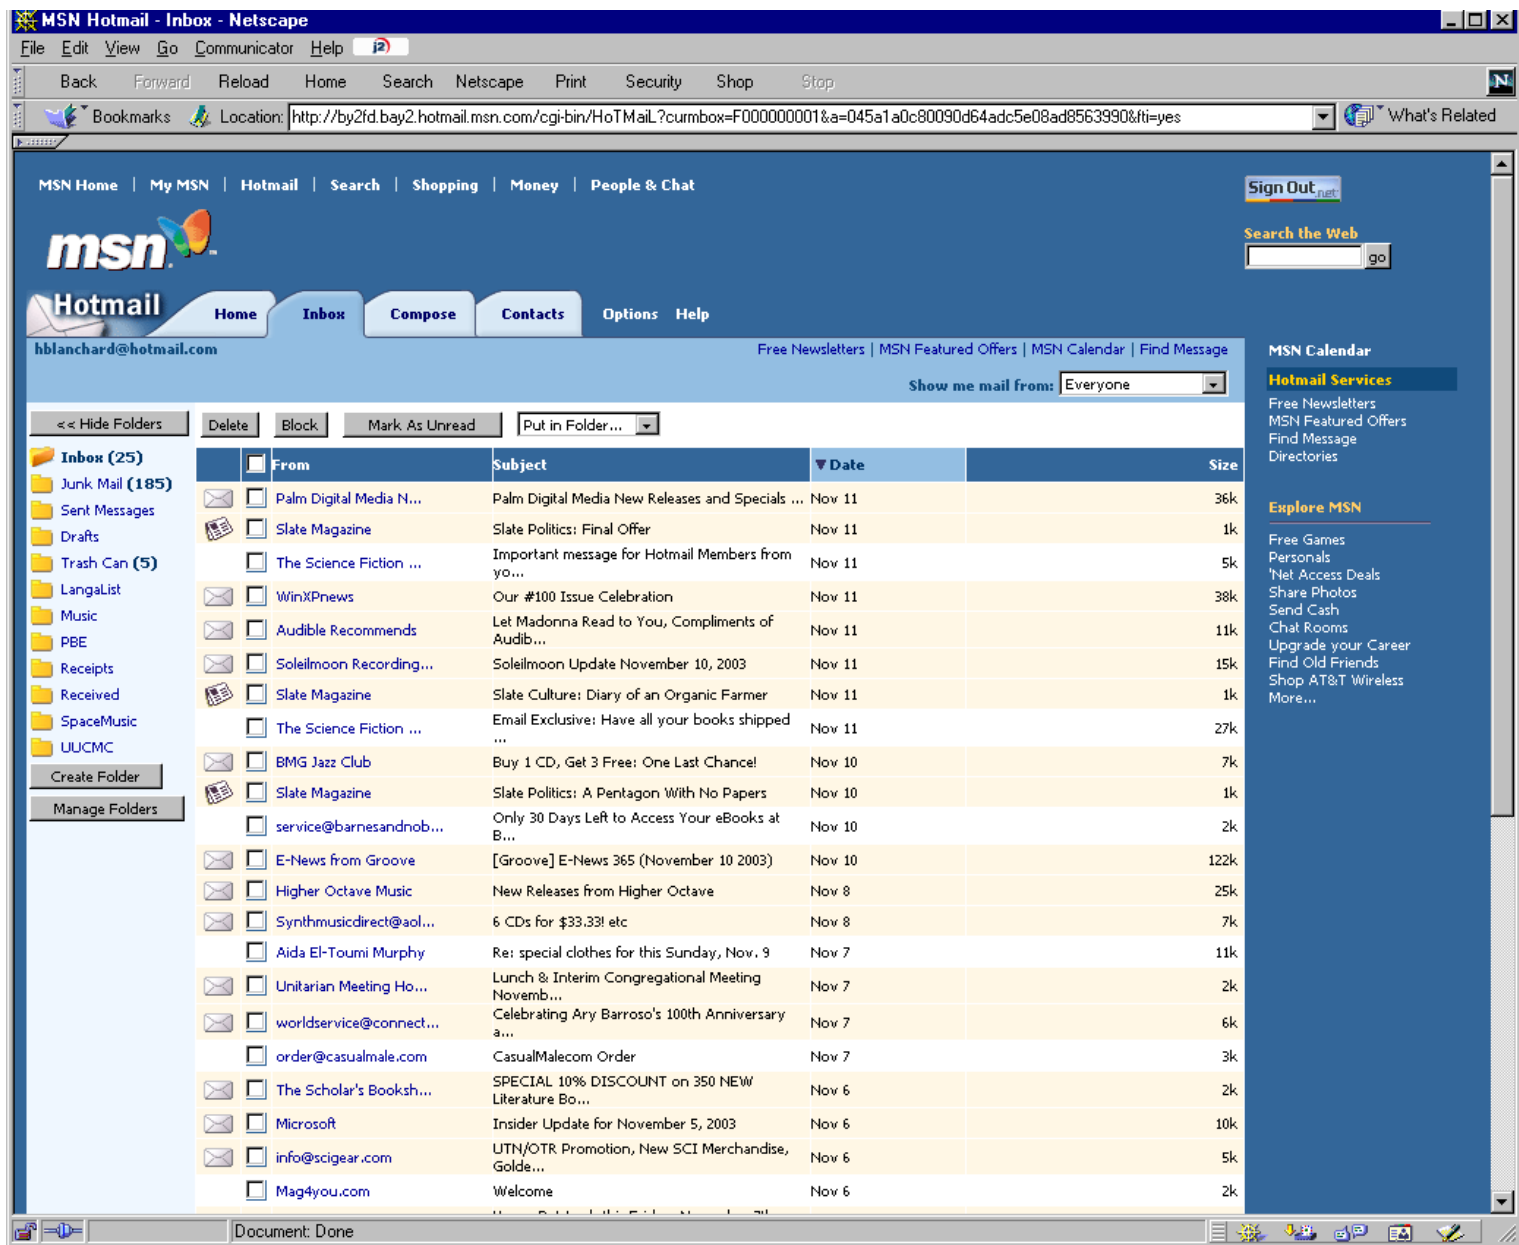 MSN Hotmail - Inbox - Netscape
File Edit View Go Communicator Help j2
Back Forward Reload Home Search Netscape Print Security Shop Stop N
Bookmarks Location: http://by2fd.bay2.hotmail.msn.com/cgi-bin/HoTMaiL?curmbox=F000000001&a=045a1a0c80090d64adc5e08ad8563990&fti=yes What's Related
MSN Home | My MSN | Hotmail | Search | Shopping | Money | People & Chat
Sign Out .net
msn
Search the Web
go
Hotmail Home Inbox Compose Contacts Options Help
hblanchard@hotmail.com Free Newsletters | MSN Featured Offers | MSN Calendar | Find Message
Show me mail from: Everyone
<< Hide Folders Delete Block Mark As Unread Put in Folder...
Inbox (25)
Junk Mail (185)
Sent Messages
Drafts
Trash Can (5)
LangaList
Music
PBE
Receipts
Received
SpaceMusic
UUCMC
Create Folder
Manage Folders
From Subject Date Size
Palm Digital Media N... Palm Digital Media New Releases and Specials ... Nov 11 36k
Slate Magazine Slate Politics: Final Offer Nov 11 1k
The Science Fiction ... Important message for Hotmail Members from Nov 11 5k
yo...
WinXPnews Our #100 Issue Celebration Nov 11 38k
Audible Recommends Let Madonna Read to You, Compliments of Nov 11 11k
Audib...
Soleilmoon Recording... Soleilmoon Update November 10, 2003 Nov 11 15k
Slate Magazine Slate Culture: Diary of an Organic Farmer Nov 11 1k
The Science Fiction ... Email Exclusive: Have all your books shipped Nov 11 27k
...
BMG Jazz Club Buy 1 CD, Get 3 Free: One Last Chance! Nov 10 7k
Slate Magazine Slate Politics: A Pentagon With No Papers Nov 10 1k
service@barnesandnob... Only 30 Days Left to Access Your eBooks at Nov 10 2k
B...
E-News from Groove [Groove] E-News 365 (November 10 2003) Nov 10 122k
Higher Octave Music New Releases from Higher Octave Nov 8 25k
Synthmusicdirect@aol... 6 CDs for $33.33! etc Nov 8 7k
Aida El-Toumi Murphy Re: special clothes for this Sunday, Nov. 9 Nov 7 11k
Unitarian Meeting Ho... Lunch & Interim Congregational Meeting Nov 7 2k
Novemb...
worldservice@connect... Celebrating Ary Barroso's 100th Anniversary Nov 7 6k
a...
order@casualmale.com CasualMalecom Order Nov 7 3k
The Scholar's Booksh... SPECIAL 10% DISCOUNT on 350 NEW Nov 6 2k
Literature Bo...
Microsoft Insider Update for November 5, 2003 Nov 6 10k
info@scigear.com UTN/OTR Promotion, New SCI Merchandise, Nov 6 5k
Golde...
Mag4you.com Welcome Nov 6 2k
MSN Calendar
Hotmail Services
Free Newsletters
MSN Featured Offers
Find Message
Directories
Explore MSN
Free Games
Personals
'Net Access Deals
Share Photos
Send Cash
Chat Rooms
Upgrade your Career
Find Old Friends
Shop AT&T Wireless
More...
Document: Done